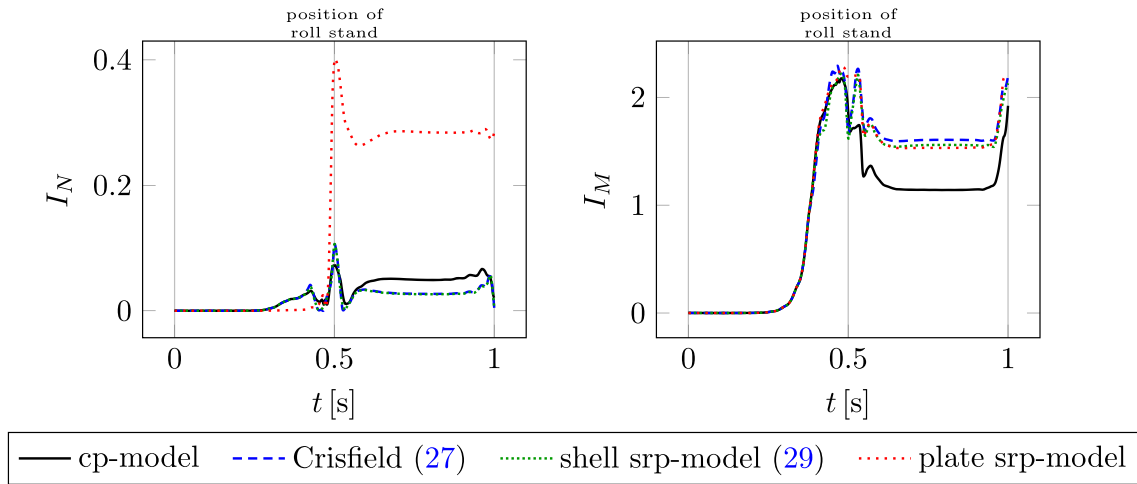 position of
roll stand
position of
roll stand
0.4
0.2
0
I_N
0 0.5 1
t [s]
2
1
0
I_M
0 0.5 1
t [s]
cp-model Crisfield (27) shell srp-model (29) plate srp-model